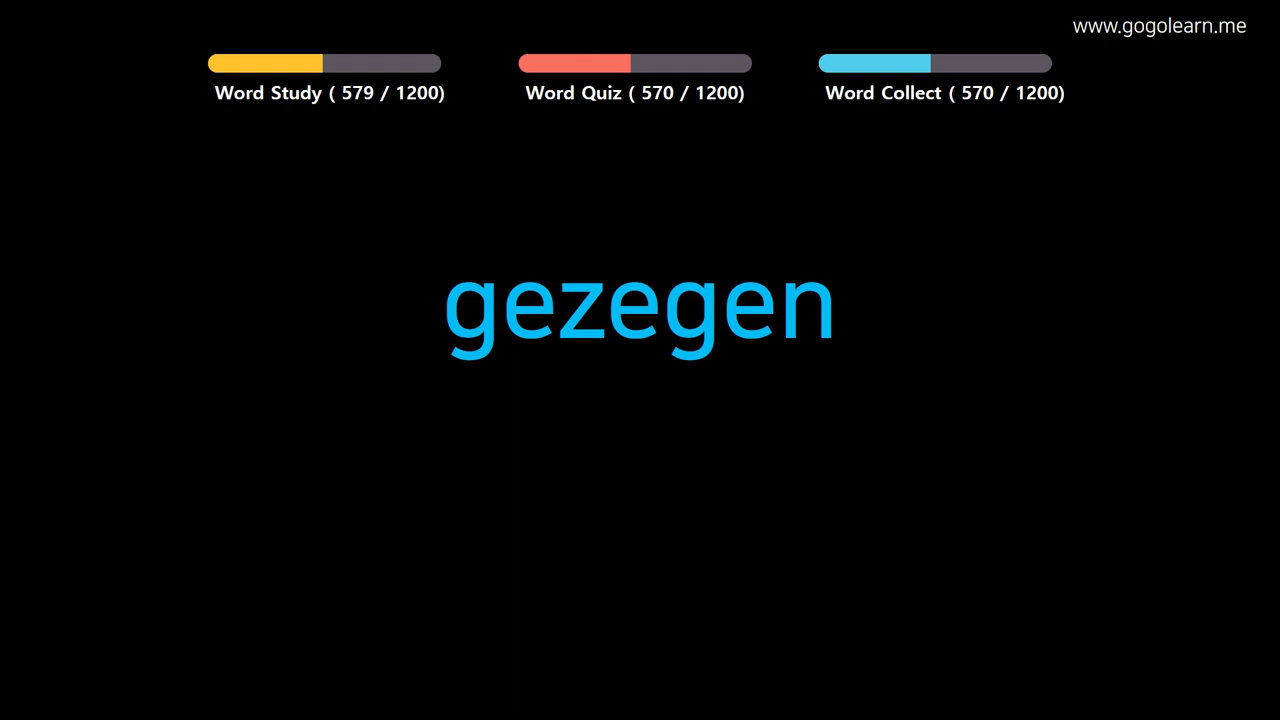 www.gogolearn.me
Word Study ( 579 / 1200)
Word Quiz ( 570 / 1200)
Word Collect ( 570 / 1200)
gezegen